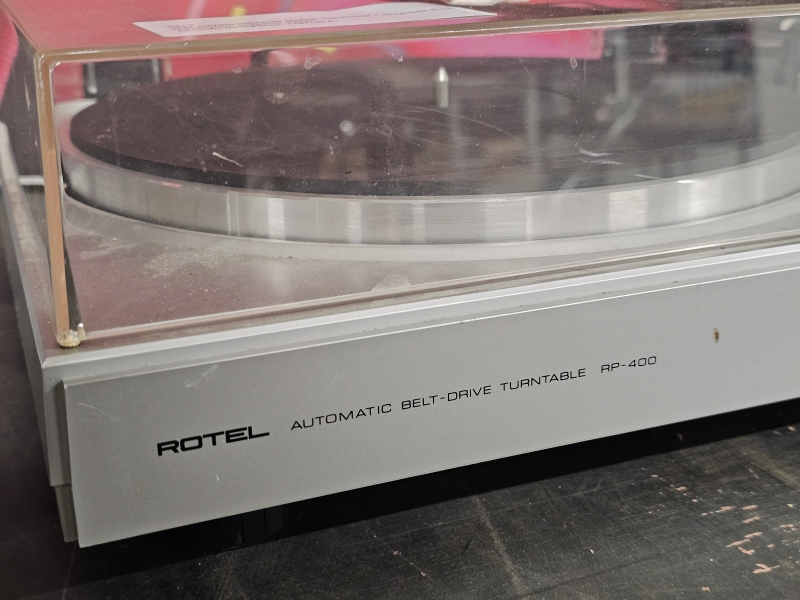 ROTEL AUTOMATIC BELT-DRIVE TURNTABLE RP-400